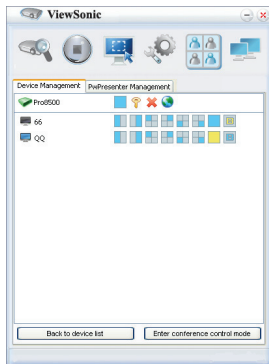 ViewSonic
Device Management PwPresenter Management
Pro8500
66
QQ
Back to device list Enter conference control mode